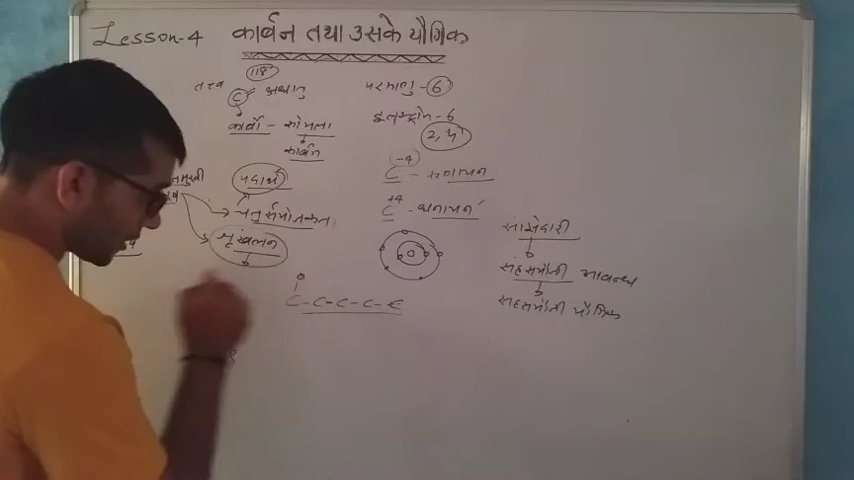 Lesson-4 कार्बन तथा उसके यौगिक
118
तत्व
C अधातु
कार्बो - कोयला
कार्बन
परमाणु - 6
इलेक्ट्रोन - 6
2, 4
पदार्थ
चतुर्संयोजकता
श्रृंखलन
C-C-C-C-C
C -4 - ऋणायन
C +4 - धनायन
साझेदारी
सहसंयोजी आबन्ध
सहसंयोजी यौगिक